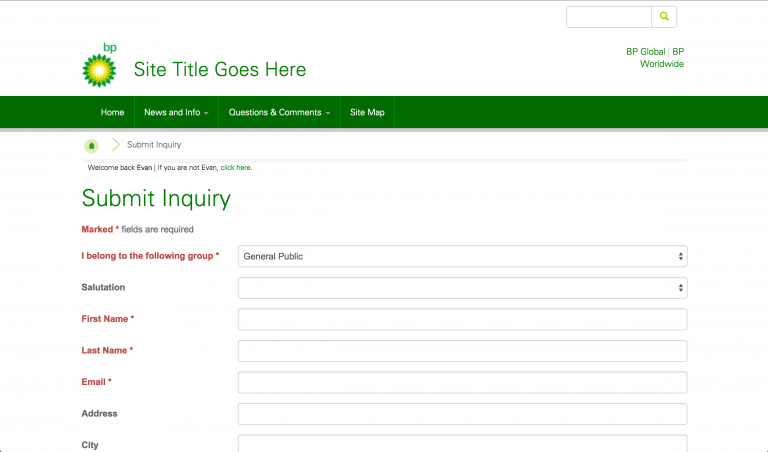 bp
Site Title Goes Here
BP Global | BP
Worldwide
Home
News and Info
Questions & Comments
Site Map
Submit Inquiry
Welcome back Evan | If you are not Evan, click here.
Submit Inquiry
Marked * fields are required
I belong to the following group *
General Public
Salutation
First Name *
Last Name *
Email *
Address
City